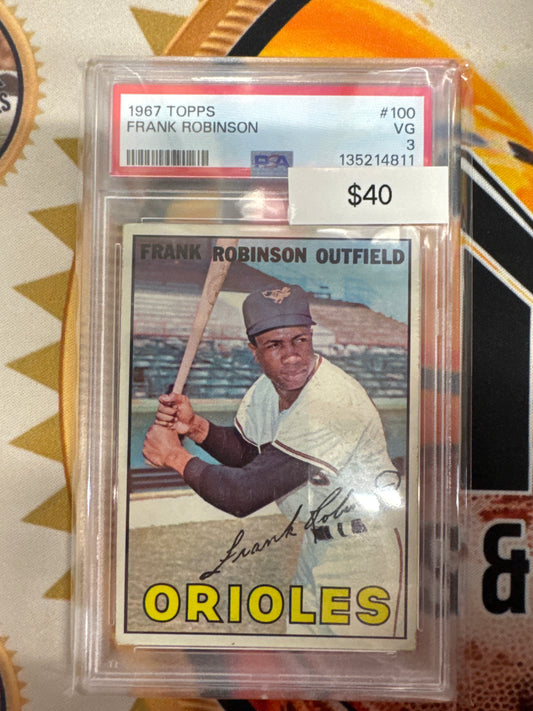 1967 TOPPS #100
FRANK ROBINSON VG
3
PSA 135214811
$40
FRANK ROBINSON OUTFIELD
Frank Robinson
ORIOLES
&